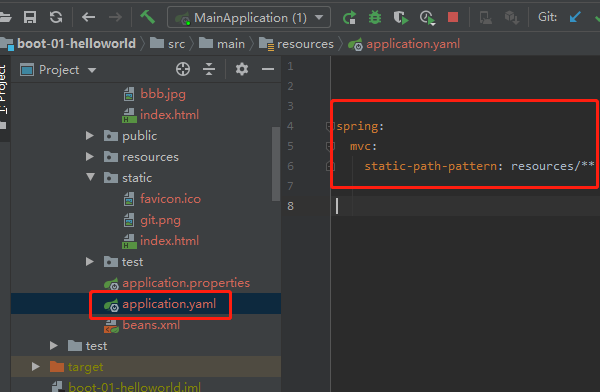 MainApplication (1)
Git:
boot-01-helloworld
src
main
resources
application.yaml
1: Project
Project
bbb.jpg
index.html
public
resources
static
favicon.ico
git.png
index.html
test
application.properties
application.yaml
beans.xml
test
target
boot-01-helloworld.iml
1
2
3
4 spring:
5 mvc:
6 static-path-pattern: resources/**
7
8